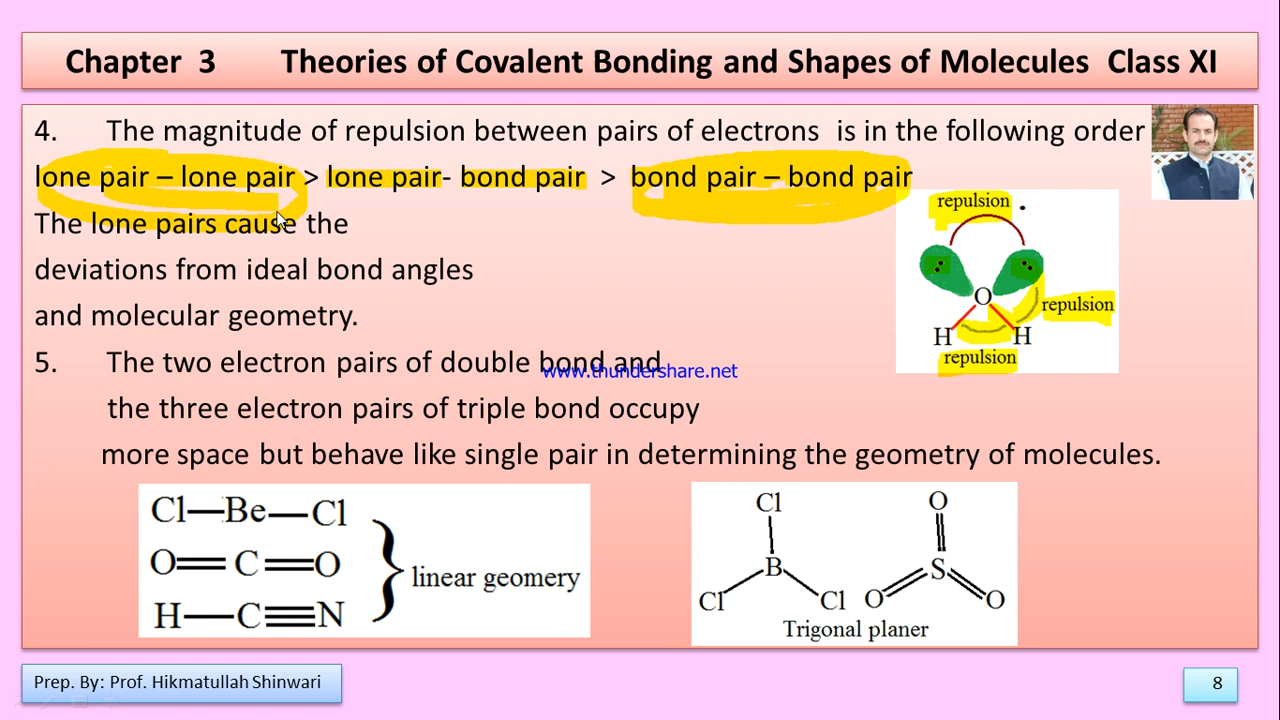 Chapter 3 Theories of Covalent Bonding and Shapes of Molecules Class XI
4. The magnitude of repulsion between pairs of electrons is in the following order
lone pair – lone pair > lone pair- bond pair > bond pair – bond pair
The lone pairs cause the
deviations from ideal bond angles
and molecular geometry.
repulsion
O
repulsion
H H
repulsion
5. The two electron pairs of double bond and
www.thundershare.net
the three electron pairs of triple bond occupy
more space but behave like single pair in determining the geometry of molecules.
Cl—Be—Cl
O=C=O
H—C≡N
linear geomery
Cl
B
Cl Cl
O
S
O O
Trigonal planer
Prep. By: Prof. Hikmatullah Shinwari
8